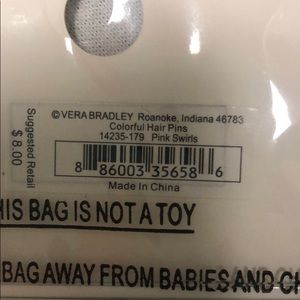 © VERA BRADLEY Roanoke, Indiana 46783
Colorful Hair Pins
14235-179 Pink Swirls
8 86003 35658 6
Made In China
Suggested Retail
$ 8.00
HIS BAG IS NOT A TOY
BAG AWAY FROM BABIES AND CH